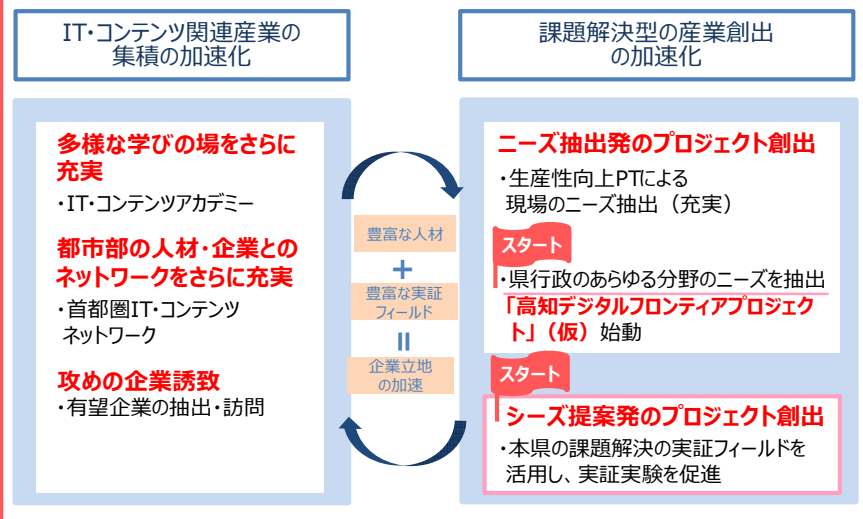 IT・コンテンツ関連産業の
集積の加速化
多様な学びの場をさらに
充実
・IT・コンテンツアカデミー
都市部の人材・企業との
ネットワークをさらに充実
・首都圏IT・コンテンツ
ネットワーク
攻めの企業誘致
・有望企業の抽出・訪問
豊富な人材
+
豊富な実証
フィールド
=
企業立地
の加速
課題解決型の産業創出
の加速化
ニーズ抽出発のプロジェクト創出
・生産性向上PTによる
現場のニーズ抽出(充実)
スタート
・県行政のあらゆる分野のニーズを抽出
「高知デジタルフロンティアプロジェク
ト」(仮)始動
スタート
シーズ提案発のプロジェクト創出
・本県の課題解決の実証フィールドを
活用し、実証実験を促進